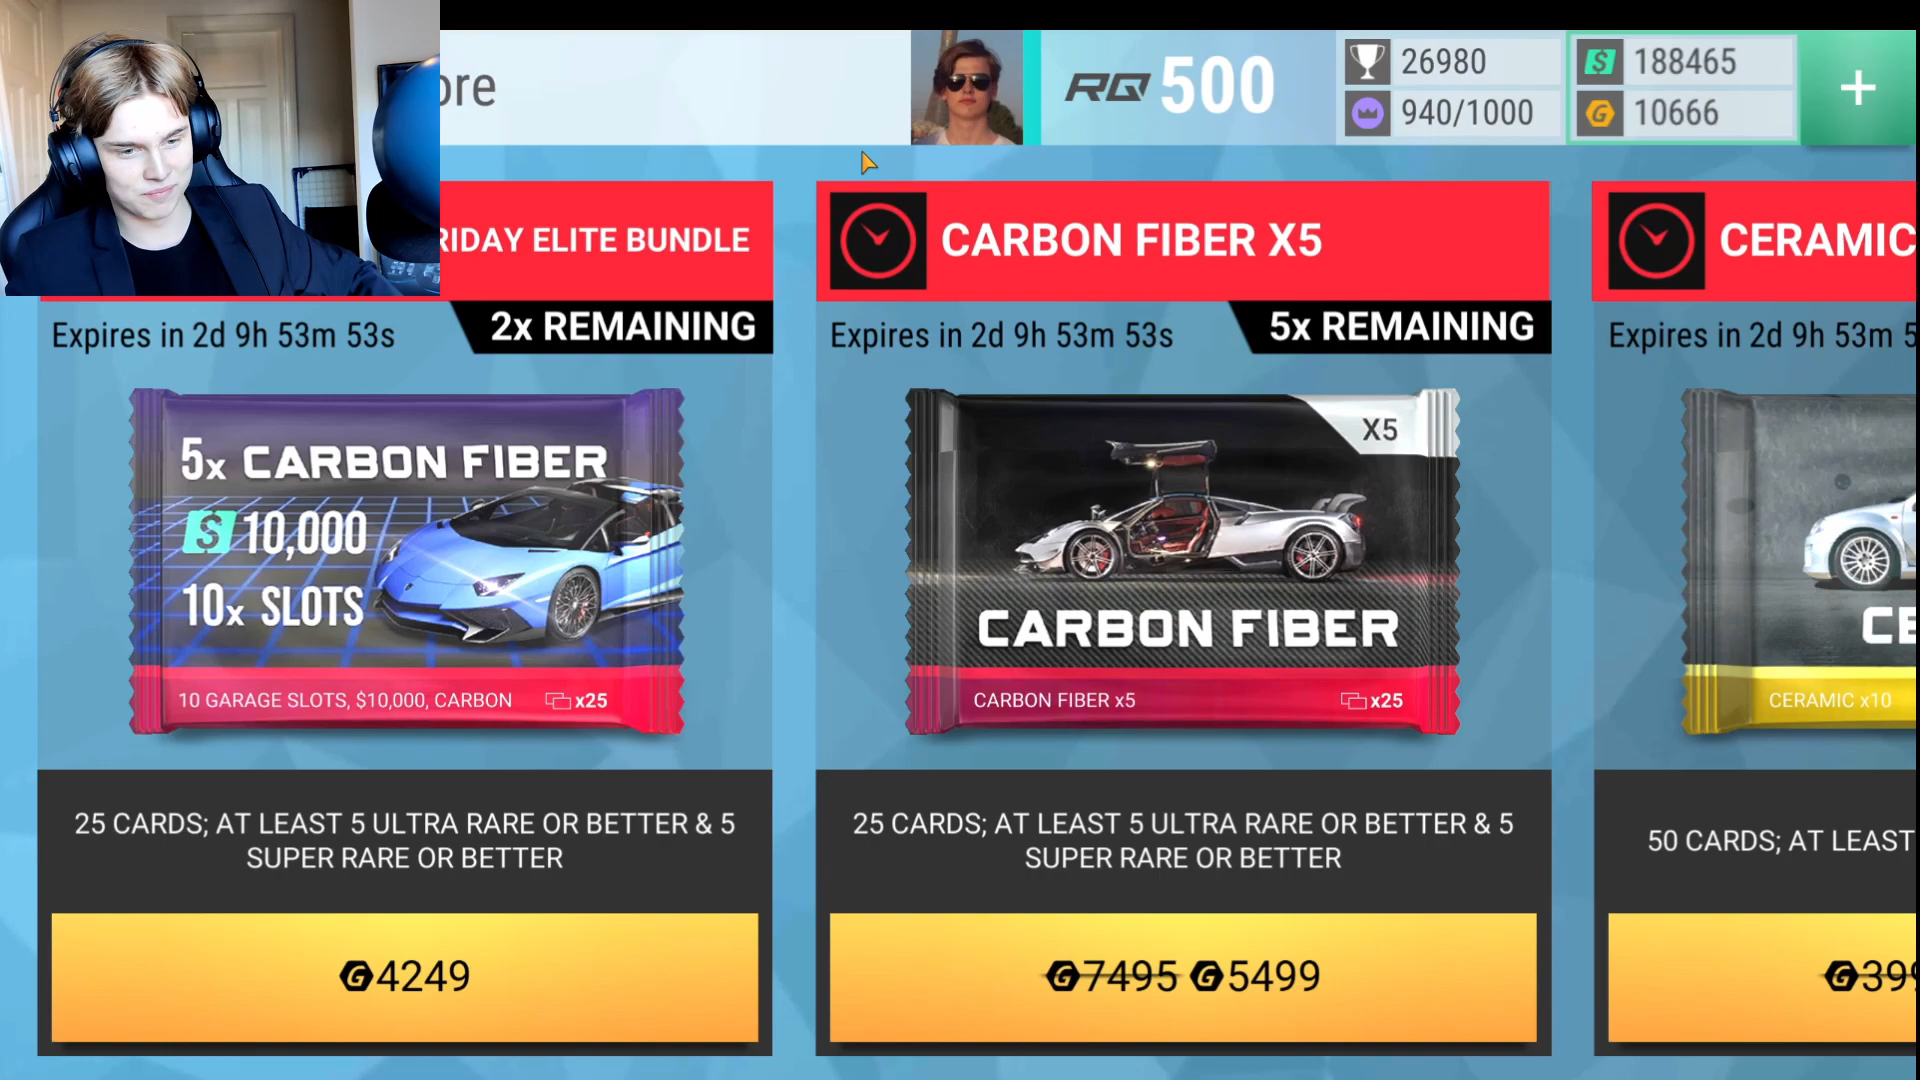 ore
RQ 500
26980
940/1000
188465
10666
+
RIDAY ELITE BUNDLE
Expires in 2d 9h 53m 53s
2x REMAINING
5x CARBON FIBER
$ 10,000
10x SLOTS
10 GARAGE SLOTS, $10,000, CARBON x25
25 CARDS; AT LEAST 5 ULTRA RARE OR BETTER & 5
SUPER RARE OR BETTER
G 4249
CARBON FIBER X5
Expires in 2d 9h 53m 53s
5x REMAINING
X5
CARBON FIBER
CARBON FIBER x5 x25
25 CARDS; AT LEAST 5 ULTRA RARE OR BETTER & 5
SUPER RARE OR BETTER
G 7495 G 5499
CERAMIC
Expires in 2d 9h 53m 5
CE
CERAMIC x10
50 CARDS; AT LEAST
G 399